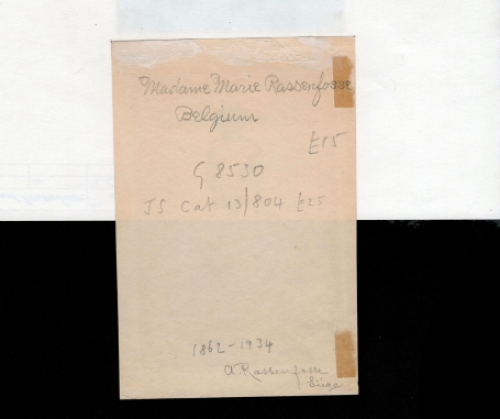 Madame Marie Rassenfosse
Belgium
£15
G 8530
JS Cat 13/804 £25
1862-1934
A. Rassenfosse
Liège